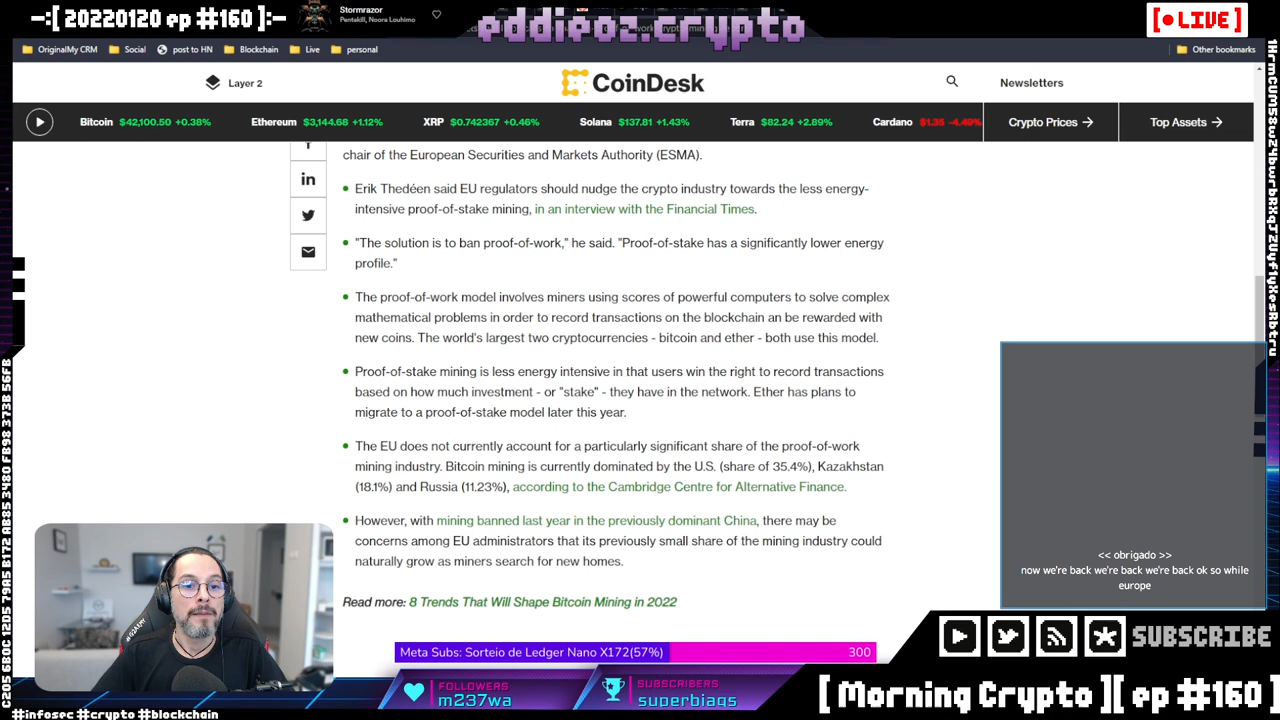 -:[ 20220120 ep #160 ]:-
Stormrazor
Pentakill, Noora Louhimo
eddieoz.crypto
[● LIVE ]
OriginalMy CRM
Social
post to HN
Blockchain
Live
personal
Other bookmarks
Layer 2
CoinDesk
Newsletters
Bitcoin $42,100.50 +0.38%
Ethereum $3,144.68 +1.12%
XRP $0.742367 +0.46%
Solana $137.81 +1.43%
Terra $82.24 +2.89%
Cardano $1.35 -4.49%
Crypto Prices →
Top Assets →
chair of the European Securities and Markets Authority (ESMA).
Erik Thedéen said EU regulators should nudge the crypto industry towards the less energy-
intensive proof-of-stake mining, in an interview with the Financial Times.
"The solution is to ban proof-of-work," he said. "Proof-of-stake has a significantly lower energy
profile."
The proof-of-work model involves miners using scores of powerful computers to solve complex
mathematical problems in order to record transactions on the blockchain an be rewarded with
new coins. The world's largest two cryptocurrencies - bitcoin and ether - both use this model.
Proof-of-stake mining is less energy intensive in that users win the right to record transactions
based on how much investment - or "stake" - they have in the network. Ether has plans to
migrate to a proof-of-stake model later this year.
The EU does not currently account for a particularly significant share of the proof-of-work
mining industry. Bitcoin mining is currently dominated by the U.S. (share of 35.4%), Kazakhstan
(18.1%) and Russia (11.23%), according to the Cambridge Centre for Alternative Finance.
However, with mining banned last year in the previously dominant China, there may be
concerns among EU administrators that its previously small share of the mining industry could
naturally grow as miners search for new homes.
Read more: 8 Trends That Will Shape Bitcoin Mining in 2022
<< obrigado >>
now we're back we're back we're back ok so while
europe
Meta Subs: Sorteio de Ledger Nano X172(57%)
300
FOLLOWERS
m237wa
SUBSCRIBERS
superbiaqs
SUBSCRIBE
[ Morning Crypto ][ ep #160 ]
#infosec #crypto #blockchain